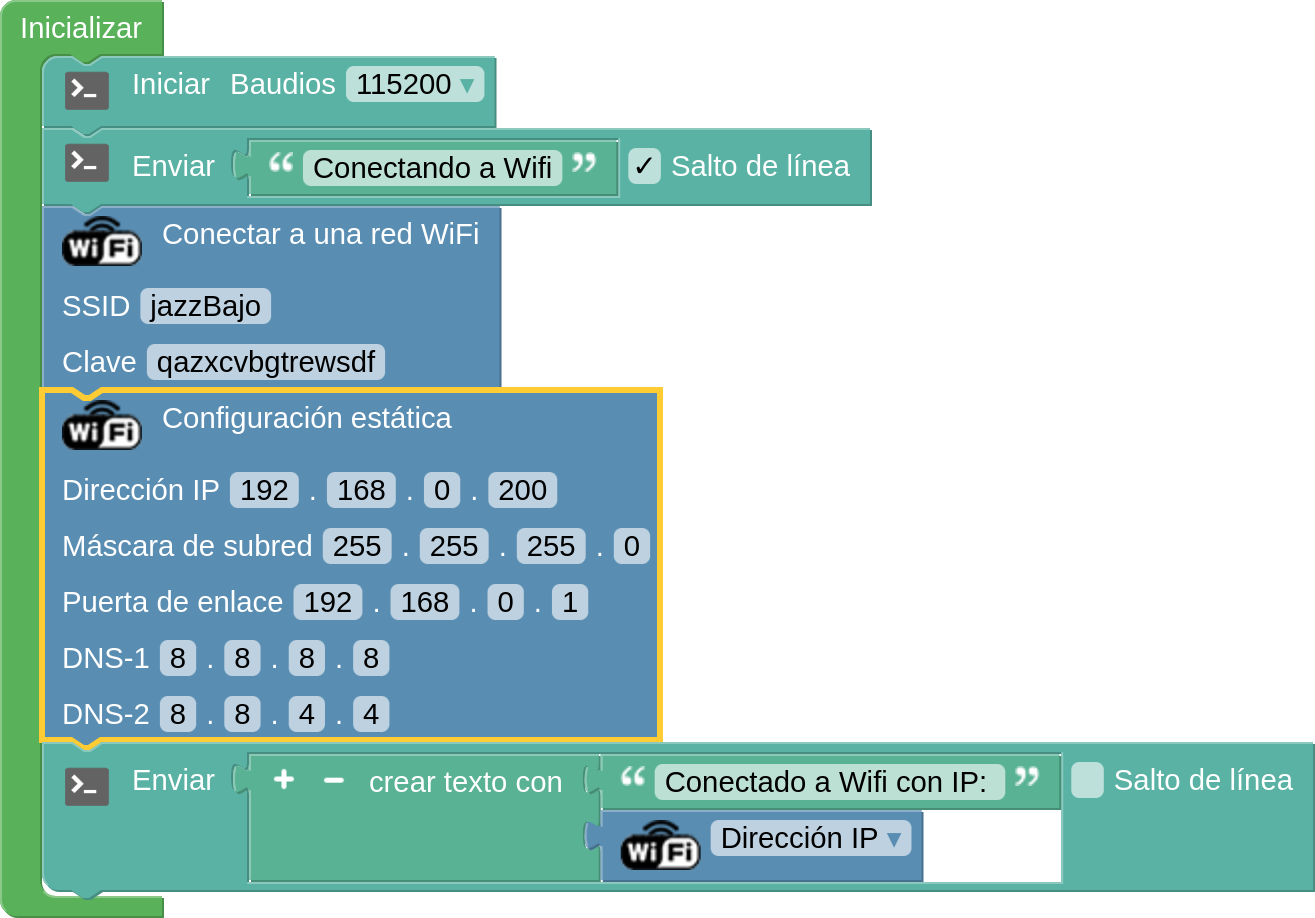 Inicializar
Iniciar Baudios 115200 ▾
Enviar “ Conectando a Wifi ” ✓ Salto de línea
WiFi Conectar a una red WiFi
SSID jazzBajo
Clave qazxcvbgtrewsdf
WiFi Configuración estática
Dirección IP 192 . 168 . 0 . 200
Máscara de subred 255 . 255 . 255 . 0
Puerta de enlace 192 . 168 . 0 . 1
DNS-1 8 . 8 . 8 . 8
DNS-2 8 . 8 . 4 . 4
Enviar + − crear texto con “ Conectado a Wifi con IP: ” Salto de línea
WiFi Dirección IP ▾